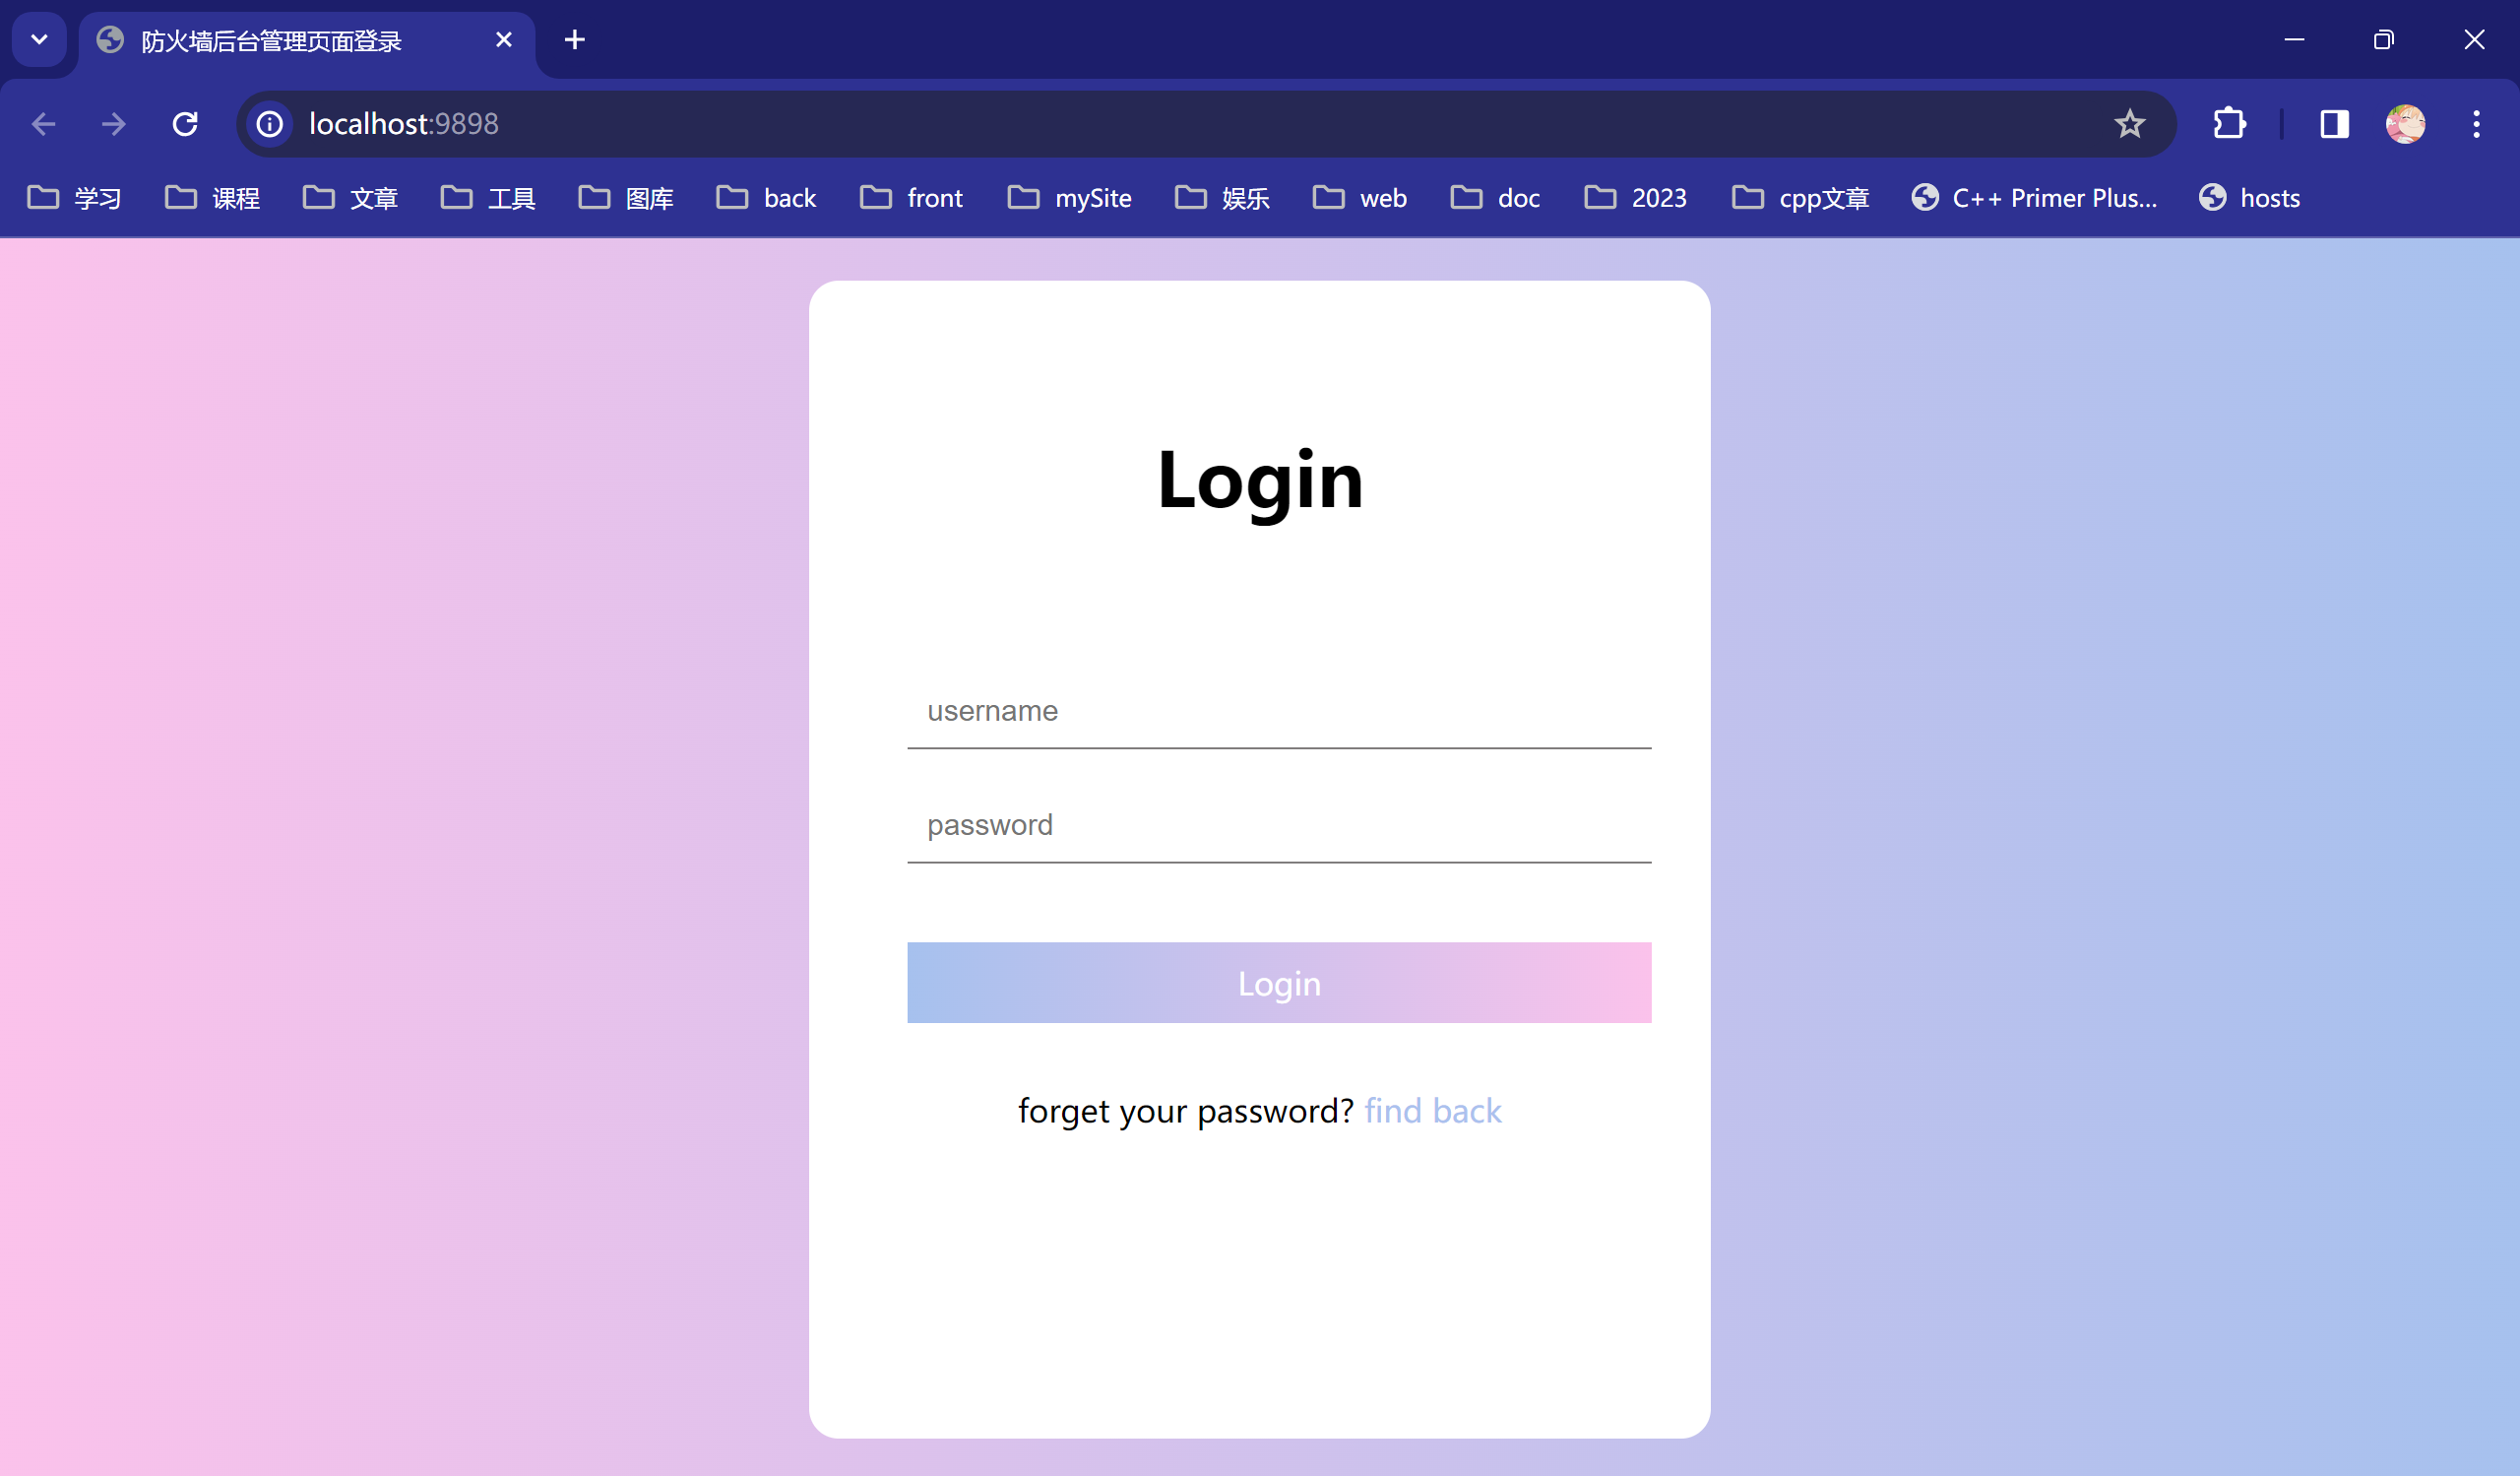 防火墙后台管理页面登录
localhost:9898
学习 课程 文章 工具 图库 back front mySite 娱乐 web doc 2023 cpp文章 C++ Primer Plus... hosts
Login
username
password
Login
forget your password? find back